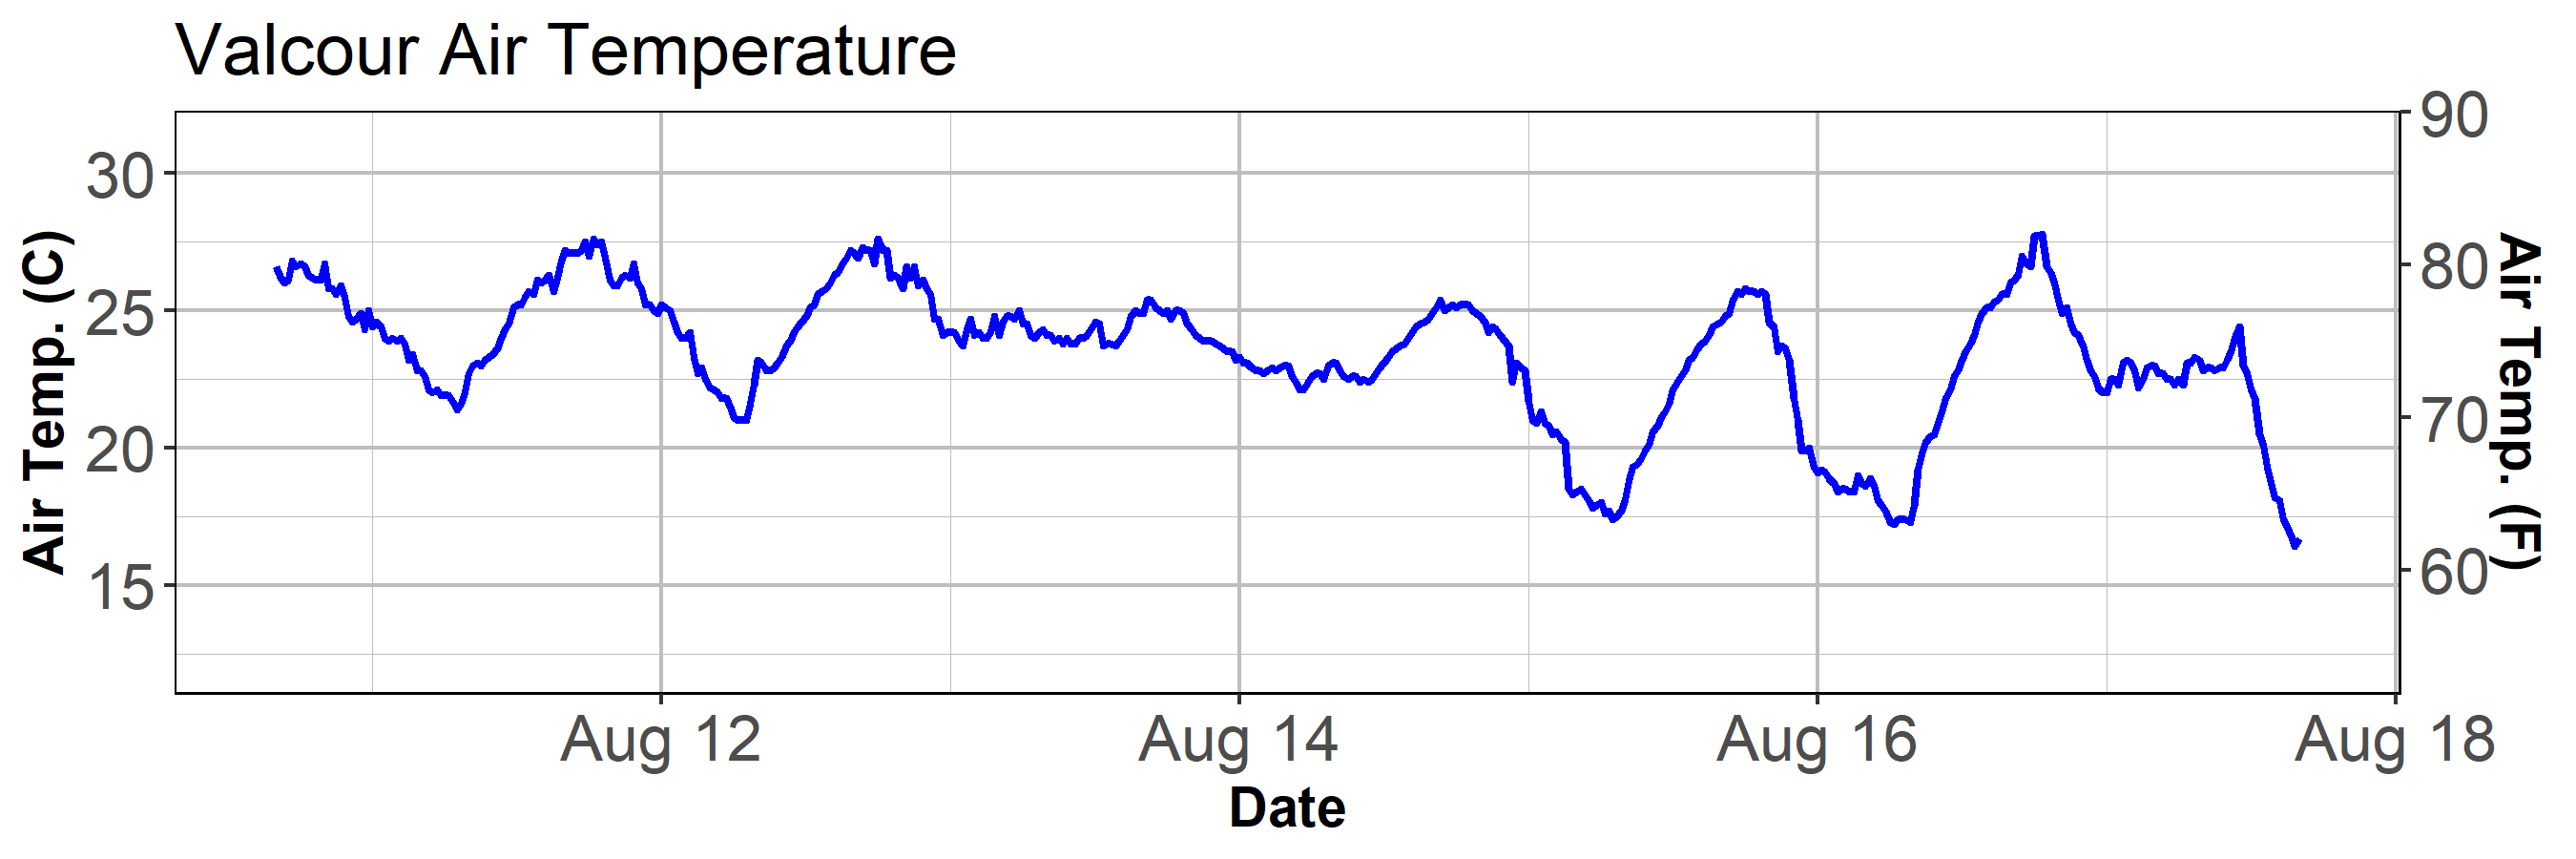 Valcour Air Temperature
Air Temp. (C)
30
25
20
15
90
80
70
60
Air Temp. (F)
Aug 12
Aug 14
Aug 16
Aug 18
Date